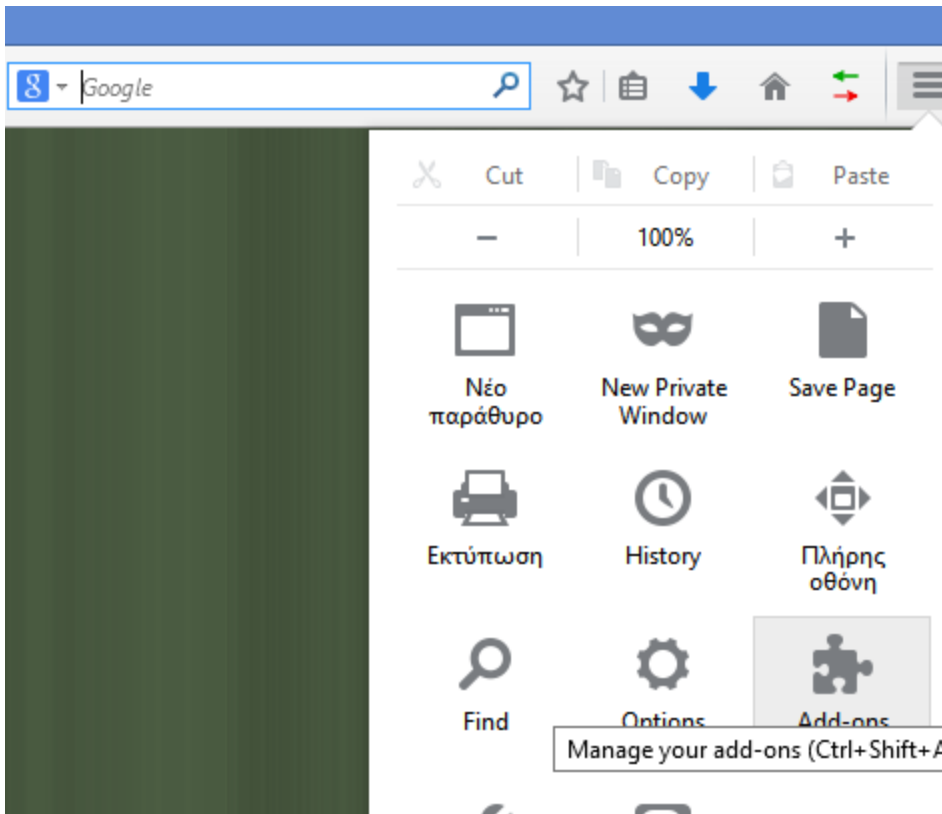 8 Google
Cut Copy Paste
− 100% +
Νέο New Private Save Page
παράθυρο Window
Εκτύπωση History Πλήρης
οθόνη
Find Options Add-ons
Manage your add-ons (Ctrl+Shift+A